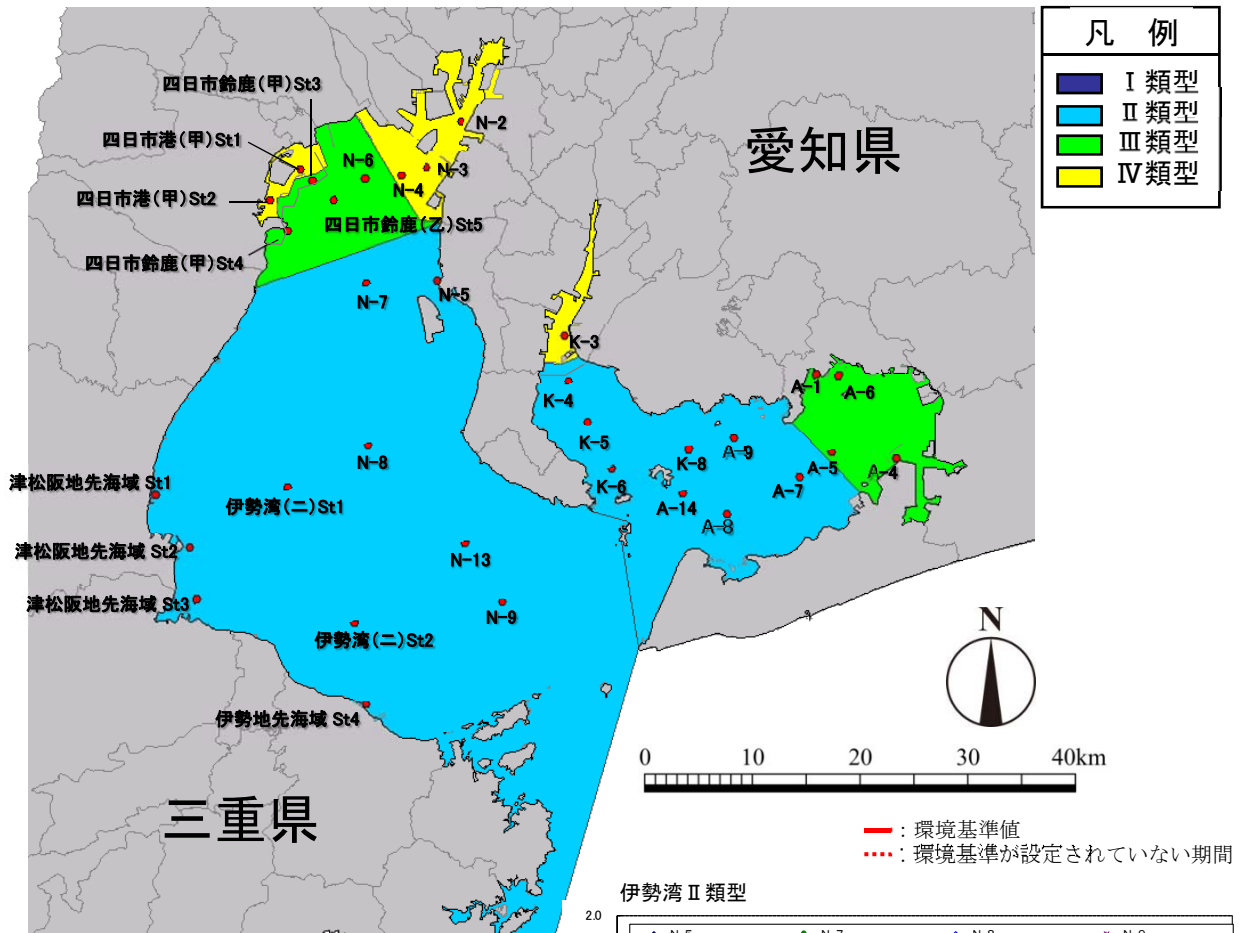 凡 例
Ⅰ類型
Ⅱ類型
Ⅲ類型
Ⅳ類型
四日市鈴鹿(甲)St3
四日市港(甲)St1
四日市港(甲)St2
四日市鈴鹿(甲)St4
四日市鈴鹿(乙)St5
N-2
N-3
N-4
N-6
愛知県
N-7
N-5
K-3
K-4
K-5
K-6
K-8
A-1
A-6
A-9
A-5
A-4
A-7
A-14
A-8
N-8
津松阪地先海域 St1
伊勢湾(二)St1
津松阪地先海域 St2
N-13
津松阪地先海域 St3
N-9
伊勢湾(二)St2
伊勢地先海域 St4
三重県
N
0 10 20 30 40km
:環境基準値
:環境基準が設定されていない期間
伊勢湾Ⅱ類型
2.0